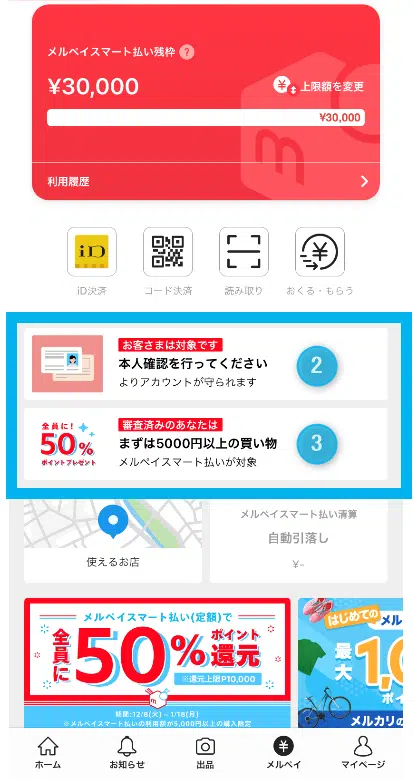 メルペイスマート払い残枠 ?
¥30,000
上限額を変更
¥30,000
利用履歴
iD
iD決済
コード決済
読み取り
おくる・もらう
お客さまは対象です
本人確認を行ってください
よりアカウントが守られます
2
全員に!
50%
ポイントプレゼント
審査済みのあなたは
まずは5000円以上の買い物
メルペイスマート払いが対象
3
使えるお店
メルペイスマート払い清算
自動引落し
¥-
メルペイスマート払い(定額)で
全員に
50%
ポイント
還元
※還元上限P10,000
期間:12/8(火)~1/18(月)
※メルペイスマート払いの利用額が5,000円以上の購入限定
はじめての
メル
最大
1,0
ポイ
メルカリの
ホーム
お知らせ
出品
メルペイ
マイページ